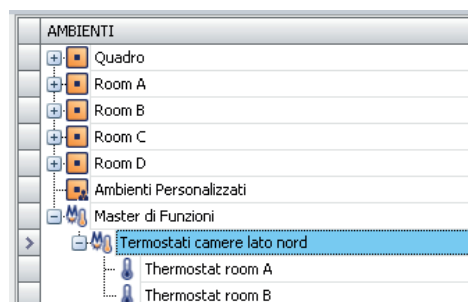 AMBIENTI
Quadro
Room A
Room B
Room C
Room D
Ambienti Personalizzati
Master di Funzioni
Termostati camere lato nord
Thermostat room A
Thermostat room B